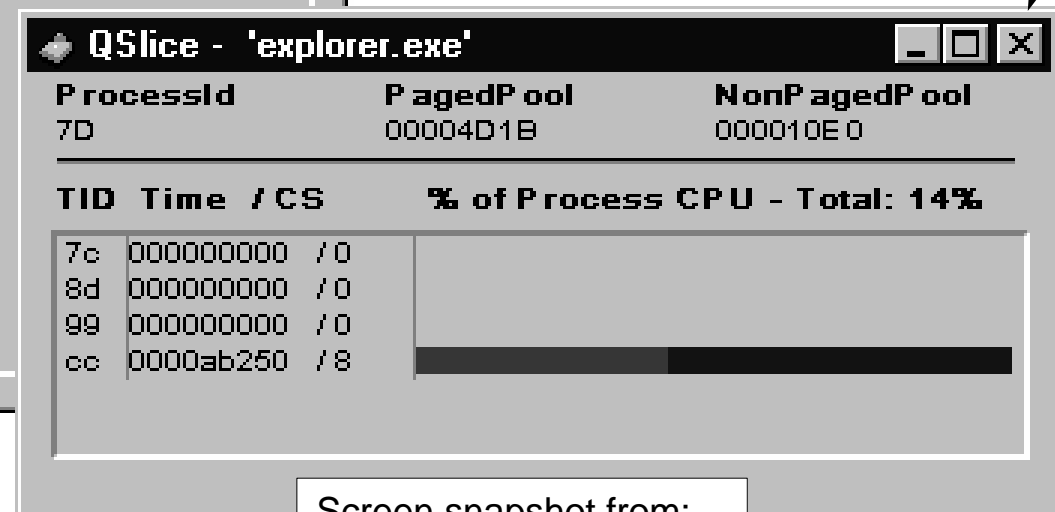 QSlice - 'explorer.exe'
ProcessId PagedPool NonPagedPool
7D 00004D1B 000010E0
TID Time / CS % of Process CPU - Total: 14%
7c 000000000 / 0
8d 000000000 / 0
99 000000000 / 0
cc 0000ab250 / 8
Screen snapshot from: